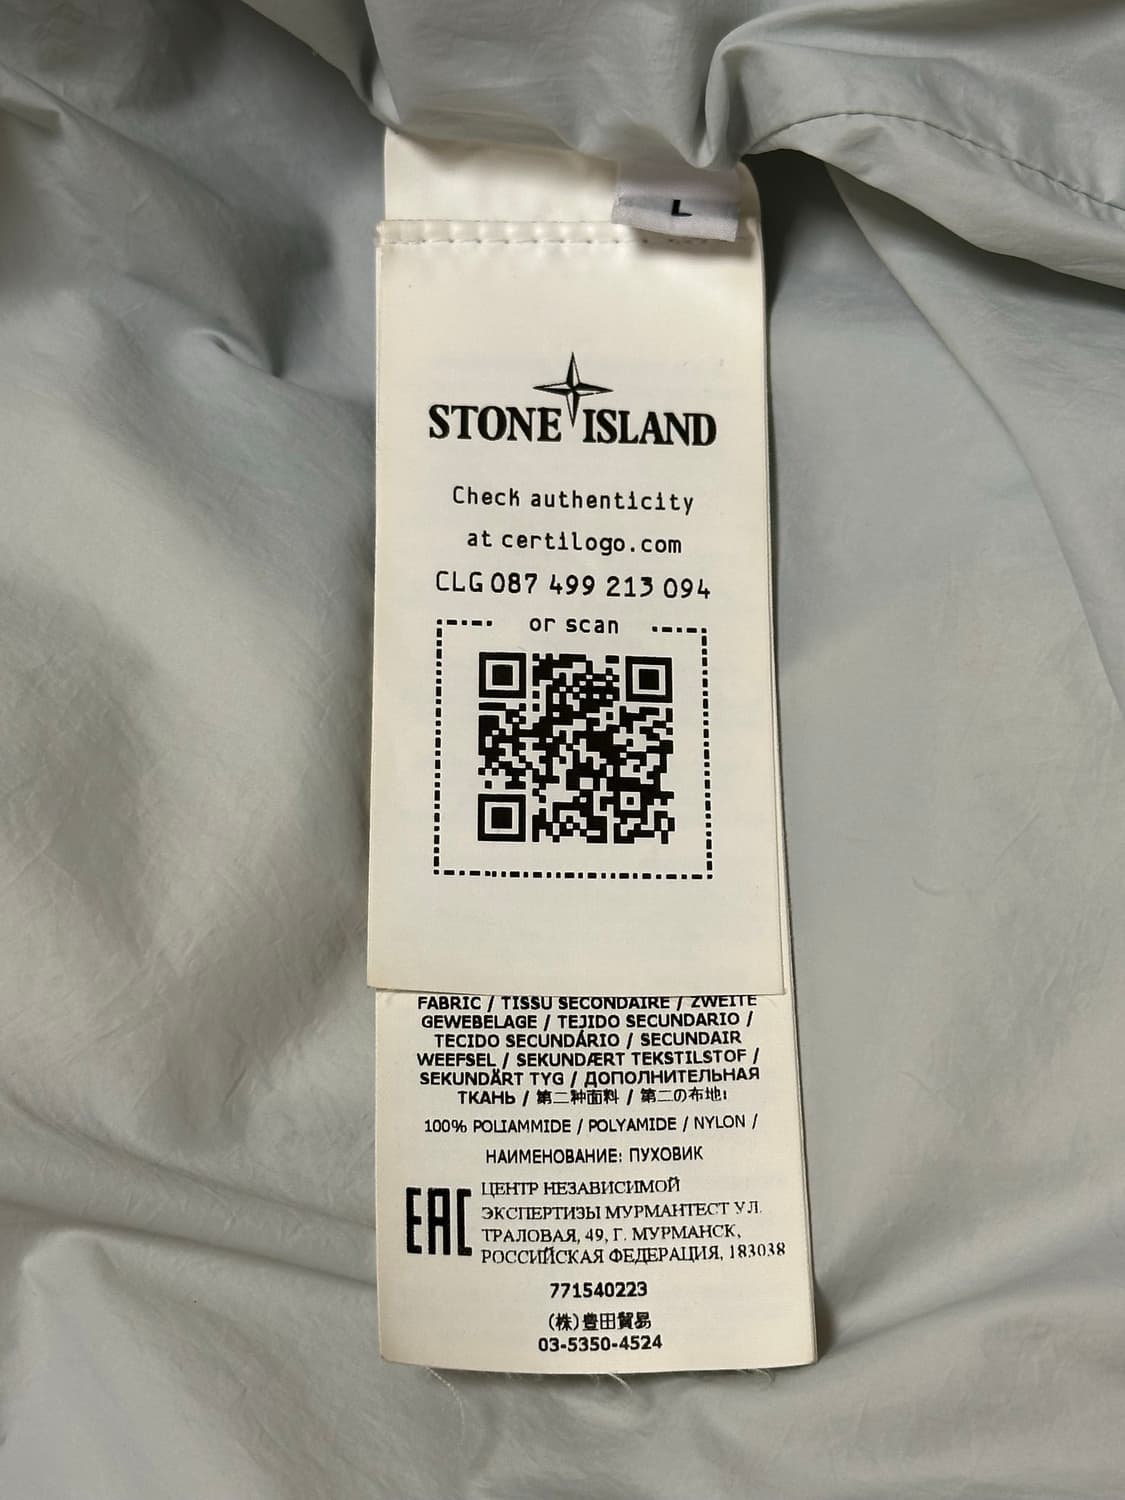 L
STONE ISLAND
Check authenticity
at certilogo.com
CLG 087 499 213 094
or scan
FABRIC / TISSU SECONDAIRE / ZWEITE
GEWEBELAGE / TEJIDO SECUNDARIO /
TECIDO SECUNDÁRIO / SECUNDAIR
WEEFSEL / SEKUNDÆRT TEKSTILSTOF /
SEKUNDÄRT TYG / ДОПОЛНИТЕЛЬНАЯ
ТКАНЬ / 第二种面料 / 第二の布地:
100% POLIAMMIDE / POLYAMIDE / NYLON /
НАИМЕНОВАНИЕ: ПУХОВИК
EAC
ЦЕНТР НЕЗАВИСИМОЙ
ЭКСПЕРТИЗЫ МУРМАНТЕСТ УЛ.
ТРАЛОВАЯ, 49, Г. МУРМАНСК,
РОССИЙСКАЯ ФЕДЕРАЦИЯ, 183038
771540223
(株)豊田貿易
03-5350-4524